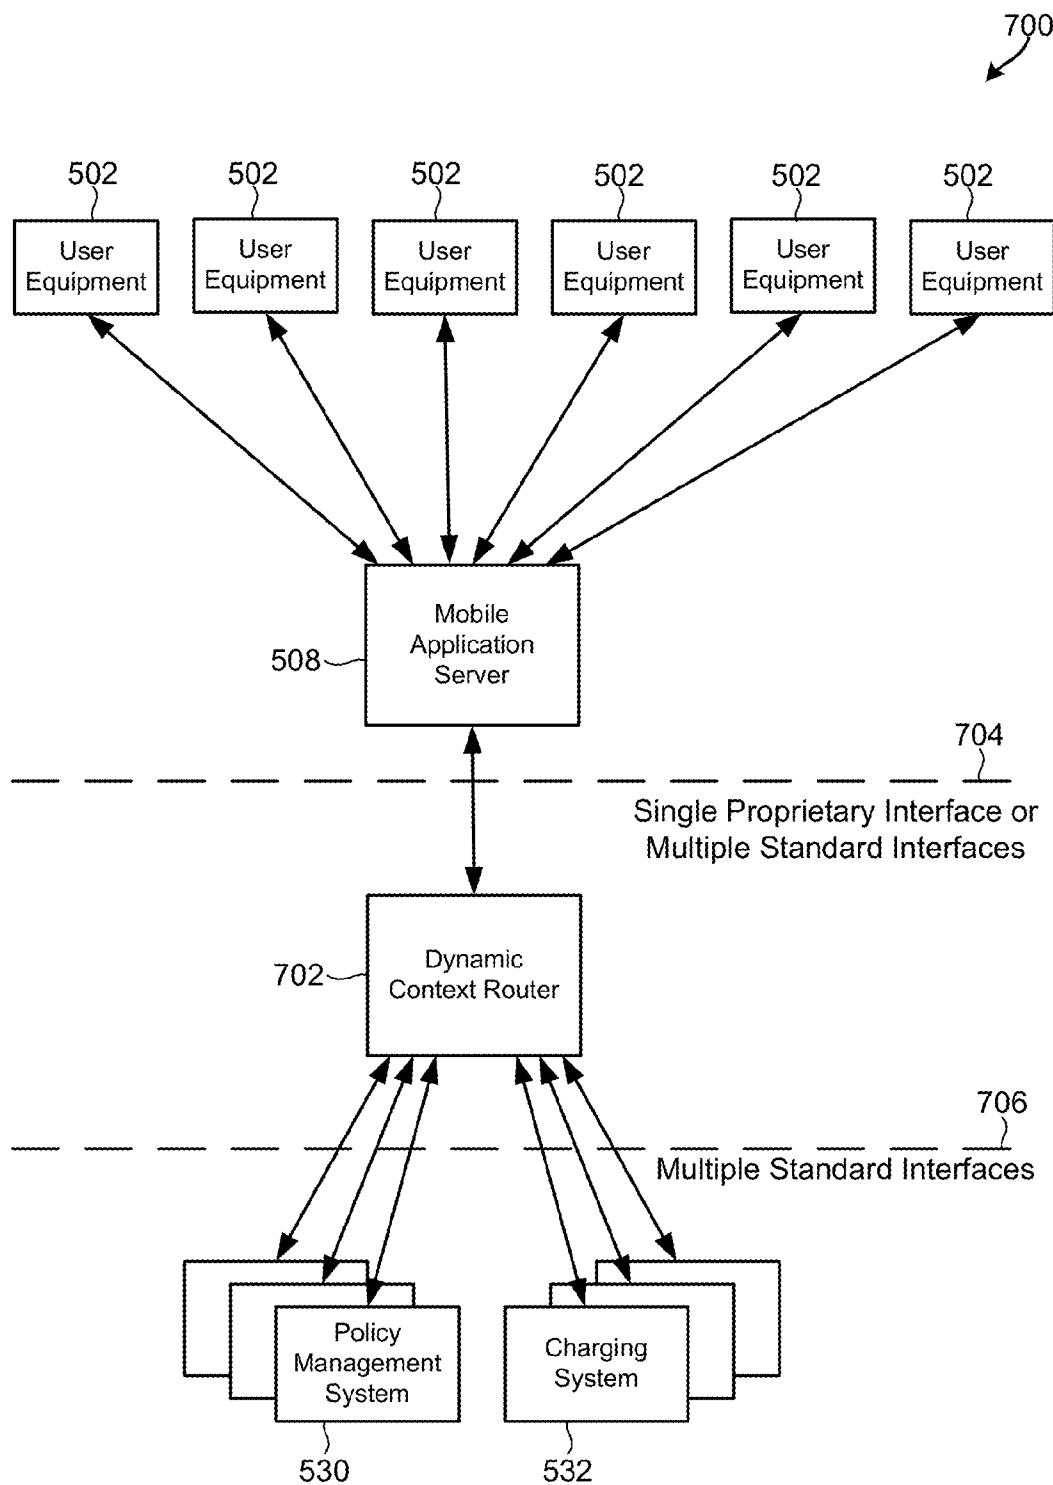 700
502 502 502 502 502 502
User Equipment
User Equipment
User Equipment
User Equipment
User Equipment
User Equipment
Mobile
Application
Server
508
704
Single Proprietary Interface or
Multiple Standard Interfaces
Dynamic
Context Router
702
706
Multiple Standard Interfaces
Policy
Management
System
Charging
System
530
532